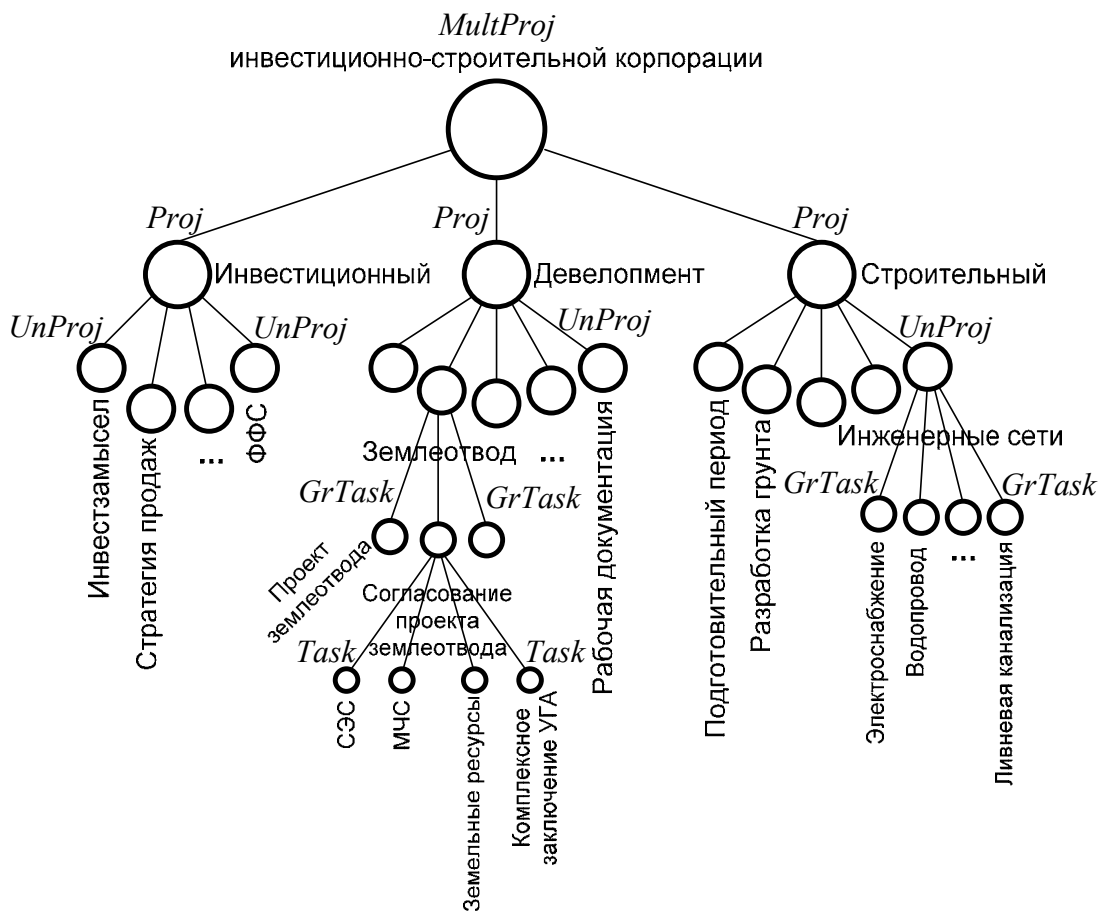 MultProj
инвестиционно-строительной корпорации
Proj
Proj
Proj
Инвестиционный
Девелопмент
Строительный
UnProj
UnProj
UnProj
UnProj
Инвестзамысел
Стратегия продаж
...
ФФС
Землеотвод
...
Рабочая документация
Подготовительный период
Разработка грунта
Инженерные сети
GrTask
GrTask
GrTask
GrTask
Проект
землеотвода
Согласование
проекта
землеотвода
Электроснабжение
Водопровод
...
Ливневая канализация
Task
Task
СЭС
МЧС
Земельные ресурсы
Комплексное
заключение УГА